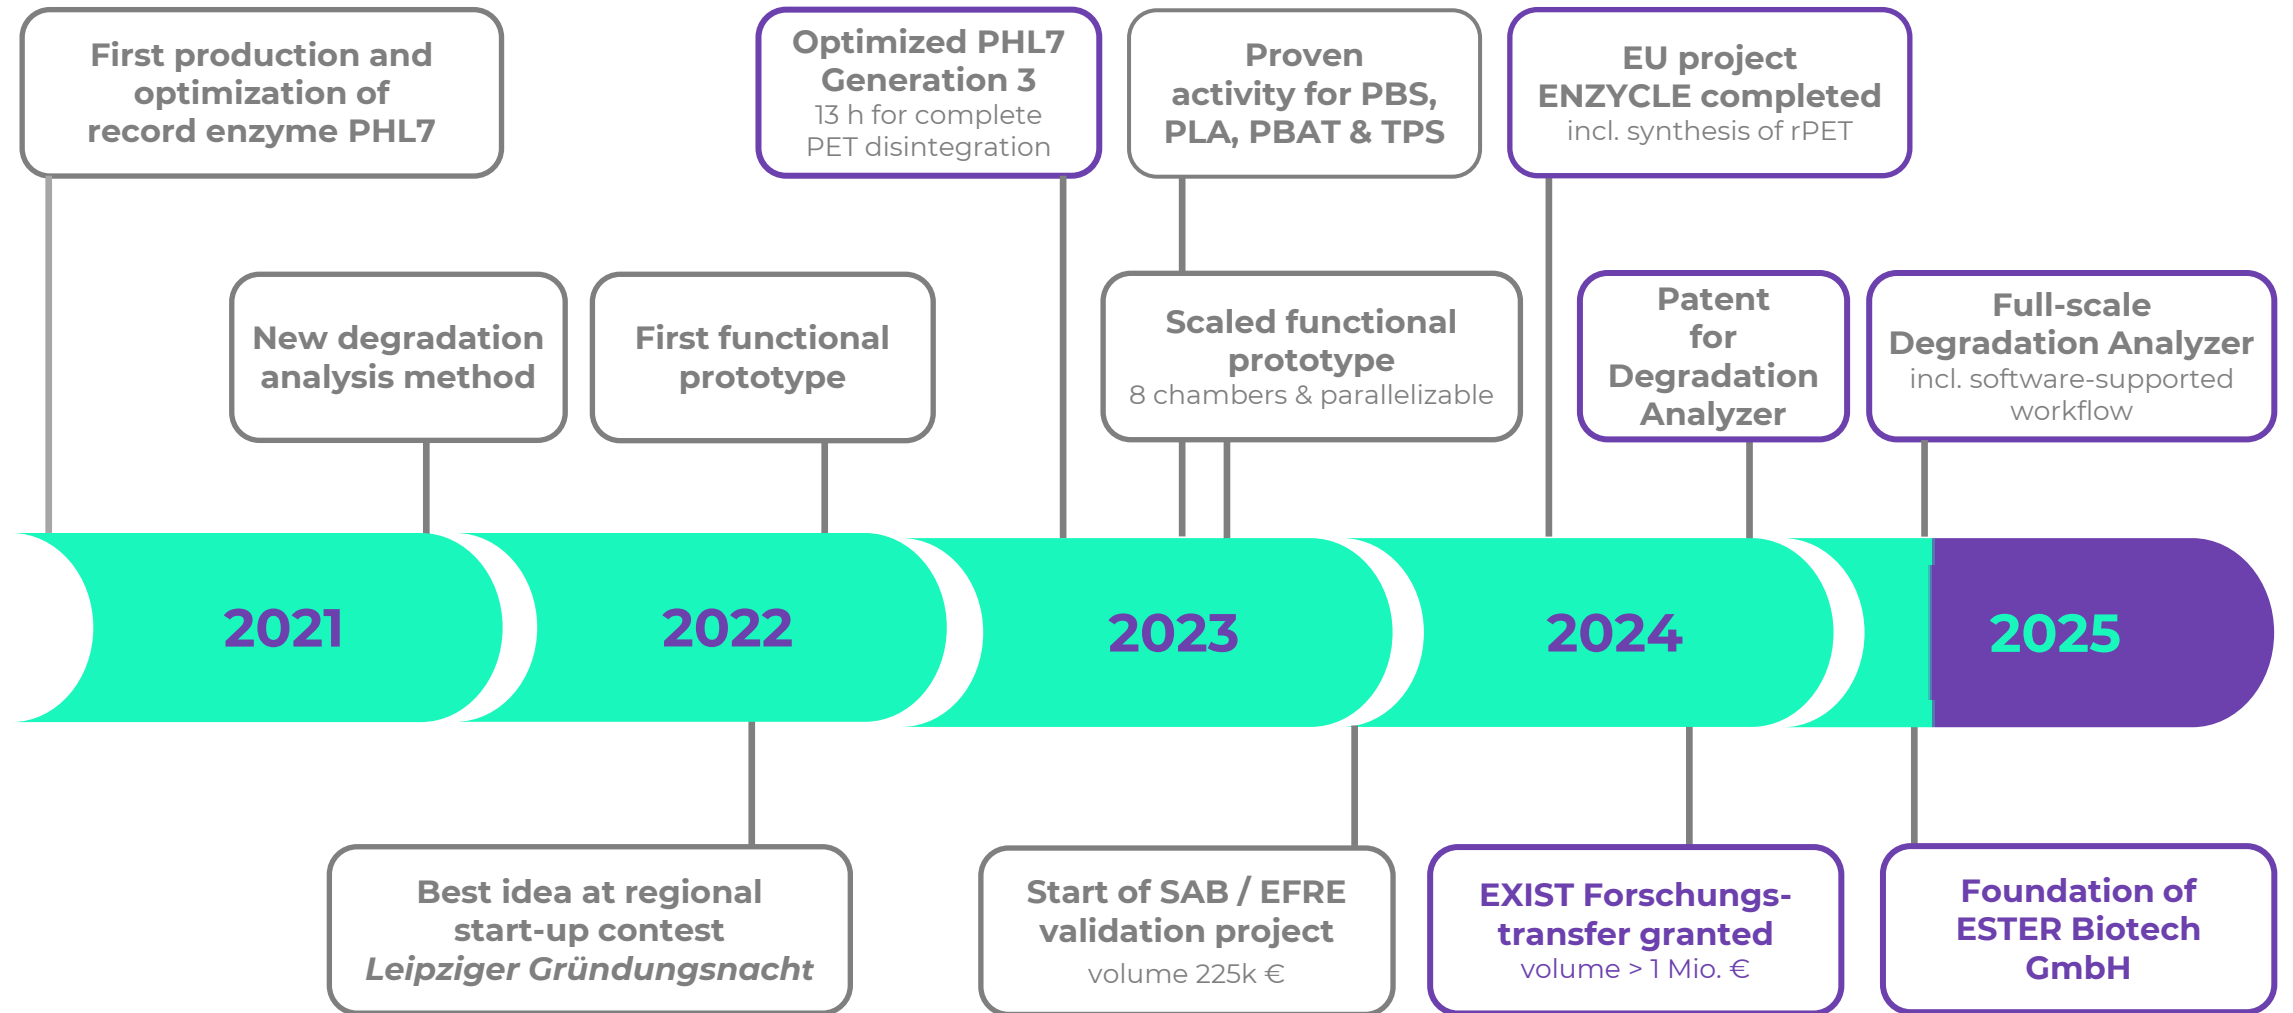 First production and
optimization of
record enzyme PHL7
Optimized PHL7
Generation 3
13 h for complete
PET disintegration
Proven
activity for PBS,
PLA, PBAT & TPS
EU project
ENZYCLE completed
incl. synthesis of rPET
New degradation
analysis method
First functional
prototype
Scaled functional
prototype
8 chambers & parallelizable
Patent
for
Degradation
Analyzer
Full-scale
Degradation Analyzer
incl. software-supported
workflow
2021
2022
2023
2024
2025
Best idea at regional
start-up contest
Leipziger Gründungsnacht
Start of SAB / EFRE
validation project
volume 225k €
EXIST Forschungs-
transfer granted
volume > 1 Mio. €
Foundation of
ESTER Biotech
GmbH